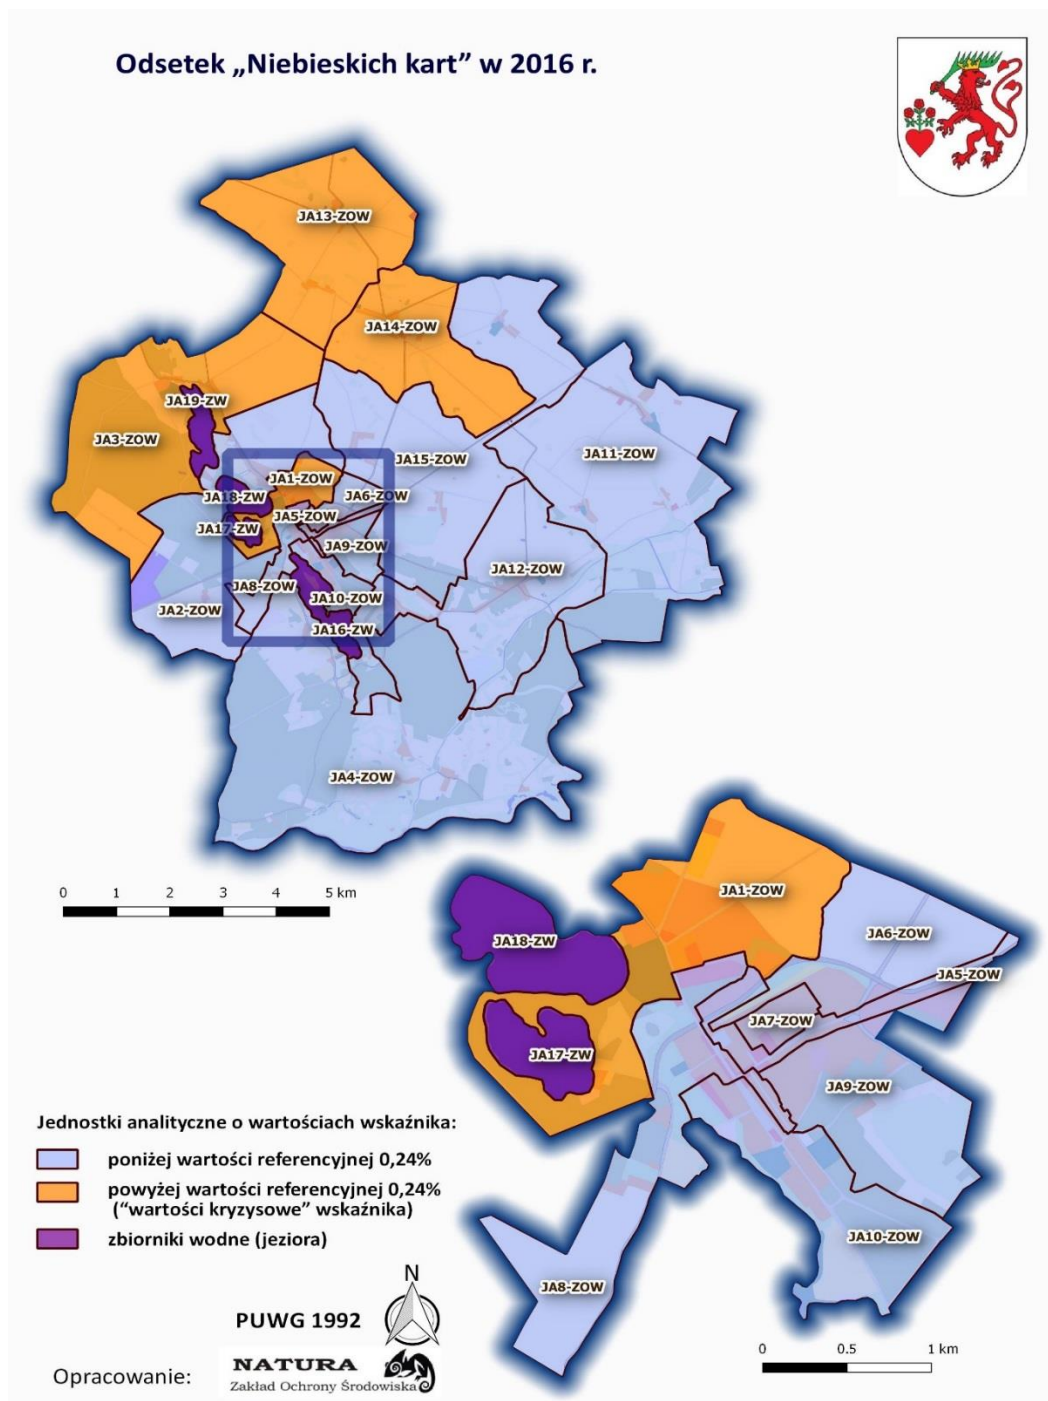 Odsetek „Niebieskich kart” w 2016 r.
JA13-ZOW
JA14-ZOW
JA19-ZW
JA3-ZOW
JA11-ZOW
JA15-ZOW
JA1-ZOW
JA18-ZW
JA6-ZOW
JA5-ZOW
JA17-ZW
JA9-ZOW
JA12-ZOW
JA8-ZOW
JA10-ZOW
JA2-ZOW
JA16-ZW
JA4-ZOW
0 1 2 3 4 5 km
JA1-ZOW
JA6-ZOW
JA18-ZW
JA5-ZOW
JA7-ZOW
JA17-ZW
JA9-ZOW
JA10-ZOW
JA8-ZOW
Jednostki analityczne o wartościach wskaźnika:
poniżej wartości referencyjnej 0,24%
powyżej wartości referencyjnej 0,24%
(“wartości kryzysowe” wskaźnika)
zbiorniki wodne (jeziora)
N
PUWG 1992
0 0.5 1 km
Opracowanie:
NATURA
Zakład Ochrony Środowiska